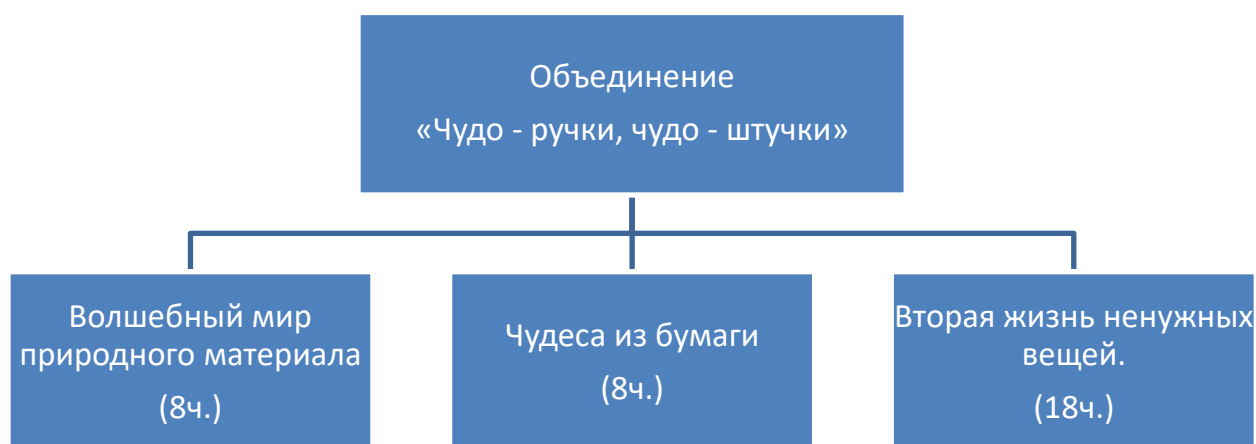 Объединение
«Чудо - ручки, чудо - штучки»
Волшебный мир
природного материала
(8ч.)
Чудеса из бумаги
(8ч.)
Вторая жизнь ненужных
вещей.
(18ч.)